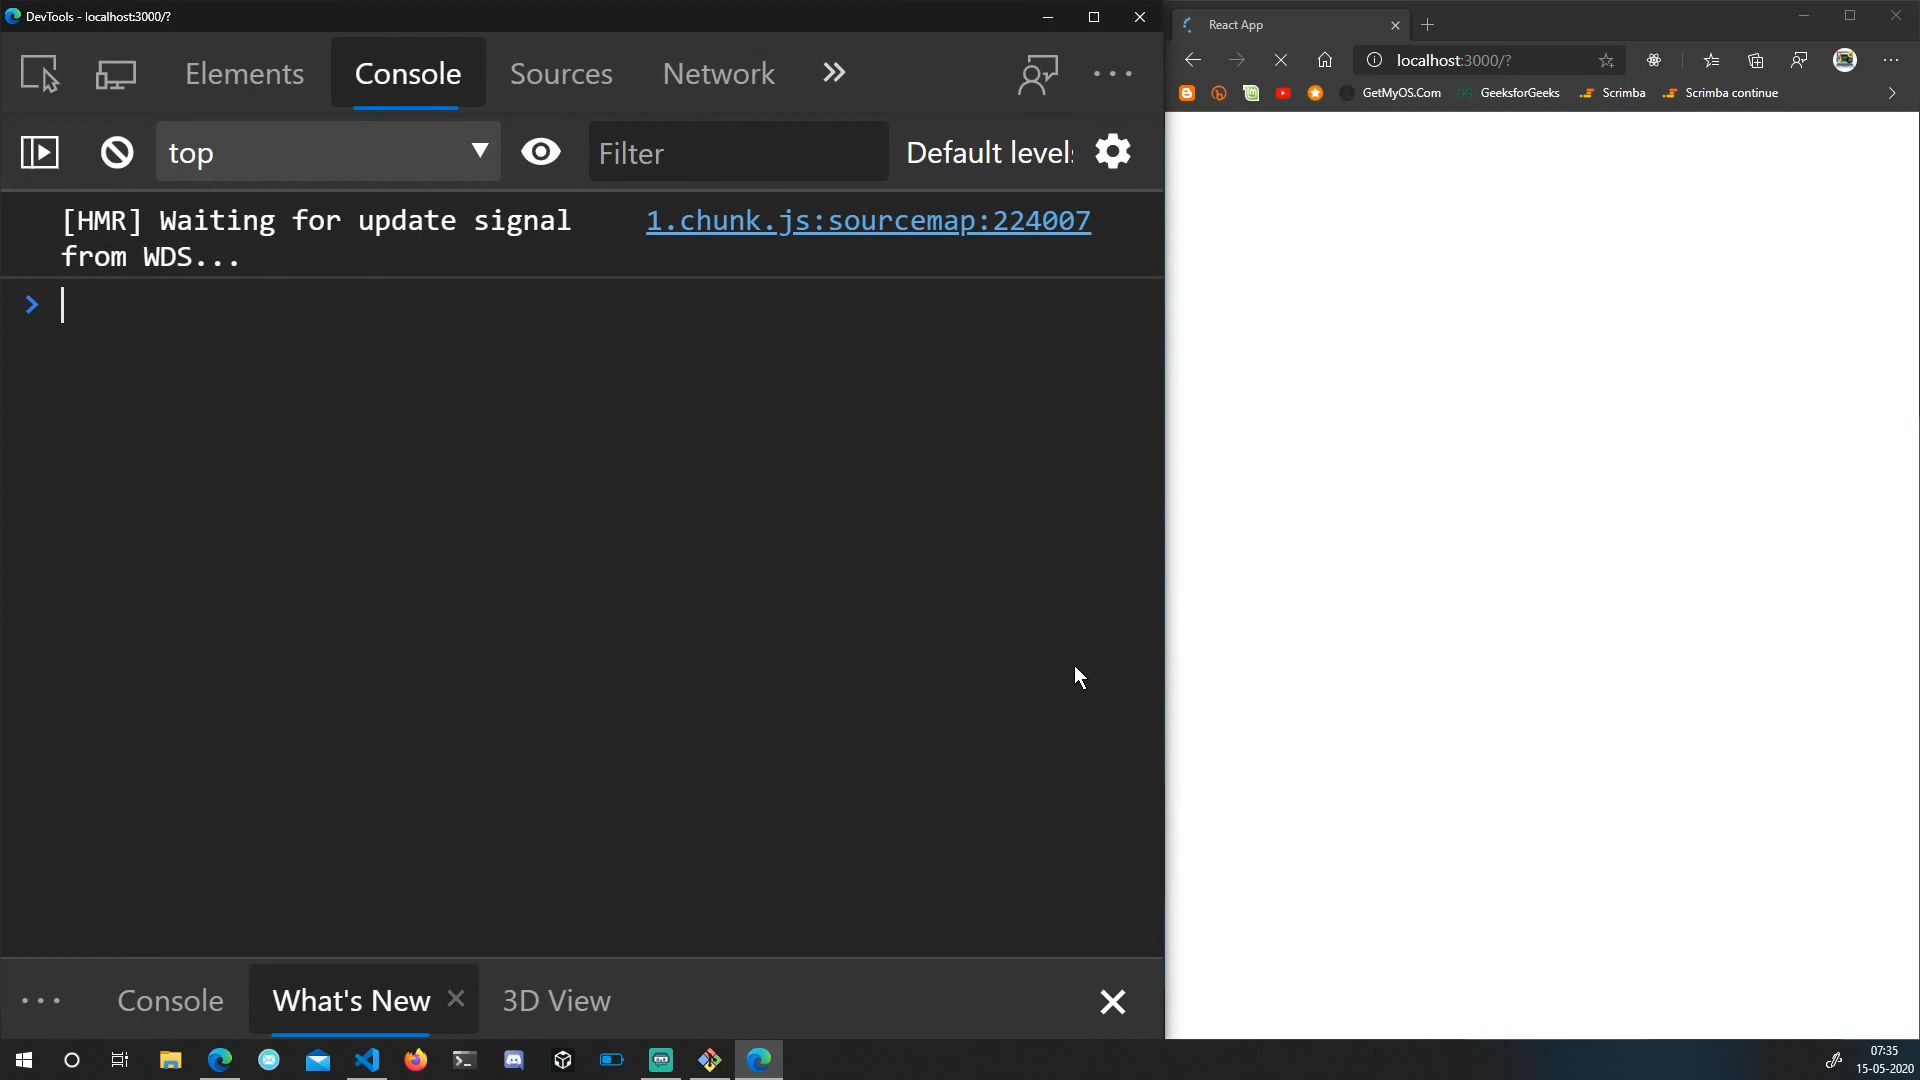 DevTools - localhost:3000/?
Elements
Console
Sources
Network
top
Filter
Default level
[HMR] Waiting for update signal
from WDS...
1.chunk.js:sourcemap:224007
Console
What's New
3D View
React App
localhost:3000/?
GetMyOS.Com
GeeksforGeeks
Scrimba
Scrimba continue
07:35
15-05-2020